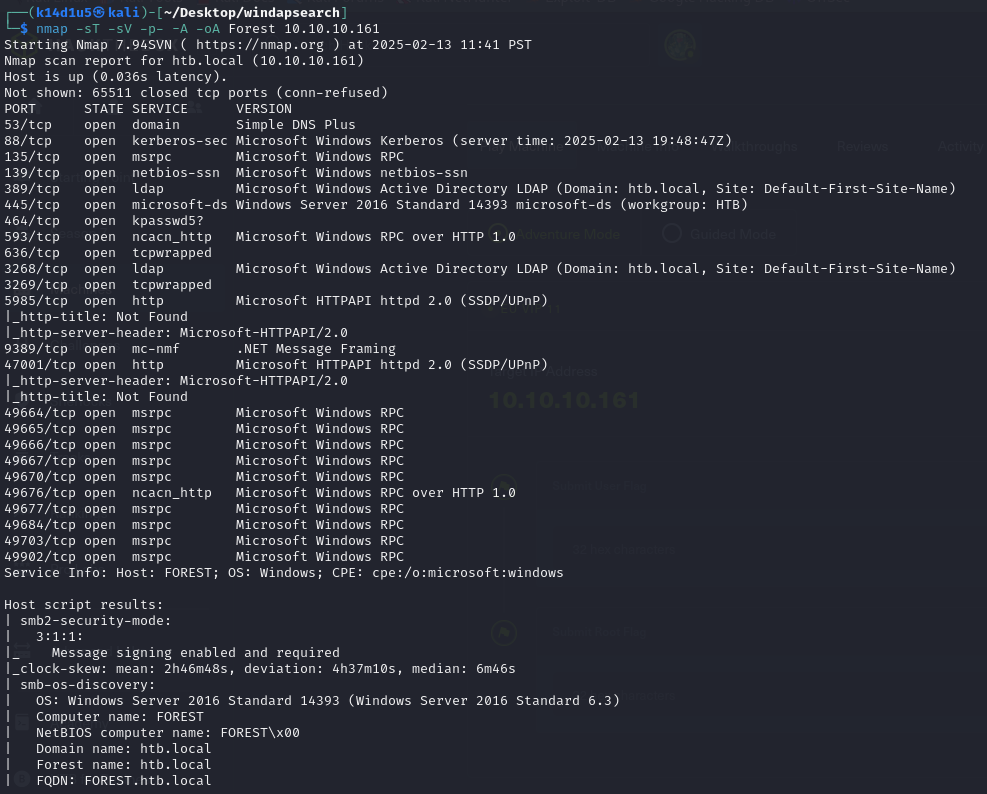 ┌──(k14d1u5㉿kali)-[~/Desktop/windapsearch]
└─$ nmap -sT -sV -p- -A -oA Forest 10.10.10.161
Starting Nmap 7.94SVN ( https://nmap.org ) at 2025-02-13 11:41 PST
Nmap scan report for htb.local (10.10.10.161)
Host is up (0.036s latency).
Not shown: 65511 closed tcp ports (conn-refused)
PORT      STATE SERVICE      VERSION
53/tcp    open  domain       Simple DNS Plus
88/tcp    open  kerberos-sec Microsoft Windows Kerberos (server time: 2025-02-13 19:48:47Z)
135/tcp   open  msrpc        Microsoft Windows RPC
139/tcp   open  netbios-ssn  Microsoft Windows netbios-ssn
389/tcp   open  ldap         Microsoft Windows Active Directory LDAP (Domain: htb.local, Site: Default-First-Site-Name)
445/tcp   open  microsoft-ds Windows Server 2016 Standard 14393 microsoft-ds (workgroup: HTB)
464/tcp   open  kpasswd5?
593/tcp   open  ncacn_http   Microsoft Windows RPC over HTTP 1.0
636/tcp   open  tcpwrapped
3268/tcp  open  ldap         Microsoft Windows Active Directory LDAP (Domain: htb.local, Site: Default-First-Site-Name)
3269/tcp  open  tcpwrapped
5985/tcp  open  http         Microsoft HTTPAPI httpd 2.0 (SSDP/UPnP)
|_http-title: Not Found
|_http-server-header: Microsoft-HTTPAPI/2.0
9389/tcp  open  mc-nmf       .NET Message Framing
47001/tcp open  http         Microsoft HTTPAPI httpd 2.0 (SSDP/UPnP)
|_http-server-header: Microsoft-HTTPAPI/2.0
|_http-title: Not Found
49664/tcp open  msrpc        Microsoft Windows RPC
49665/tcp open  msrpc        Microsoft Windows RPC
49666/tcp open  msrpc        Microsoft Windows RPC
49667/tcp open  msrpc        Microsoft Windows RPC
49670/tcp open  msrpc        Microsoft Windows RPC
49676/tcp open  ncacn_http   Microsoft Windows RPC over HTTP 1.0
49677/tcp open  msrpc        Microsoft Windows RPC
49684/tcp open  msrpc        Microsoft Windows RPC
49703/tcp open  msrpc        Microsoft Windows RPC
49902/tcp open  msrpc        Microsoft Windows RPC
Service Info: Host: FOREST; OS: Windows; CPE: cpe:/o:microsoft:windows

Host script results:
| smb2-security-mode:
|   3:1:1:
|_    Message signing enabled and required
|_clock-skew: mean: 2h46m48s, deviation: 4h37m10s, median: 6m46s
| smb-os-discovery:
|   OS: Windows Server 2016 Standard 14393 (Windows Server 2016 Standard 6.3)
|   Computer name: FOREST
|   NetBIOS computer name: FOREST\x00
|   Domain name: htb.local
|   Forest name: htb.local
|   FQDN: FOREST.htb.local
Reviews
Activity
Adventure Mode
Guided Mode
10.10.10.161